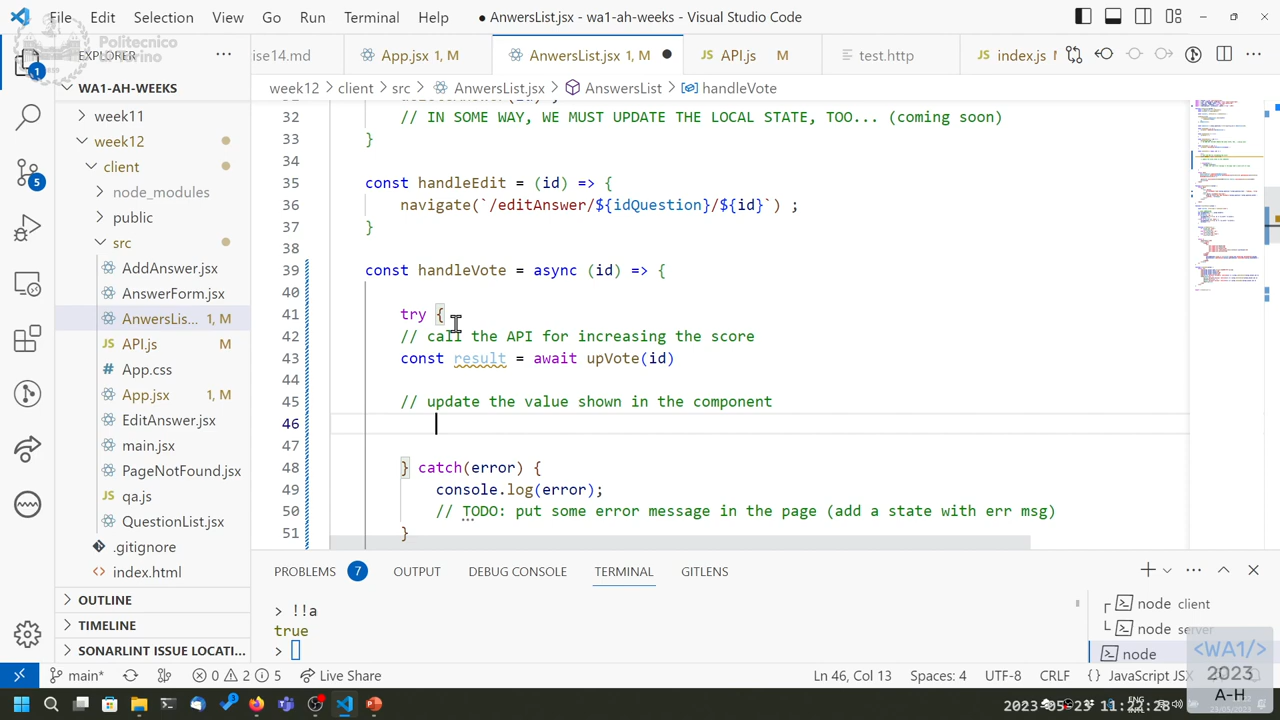 File Edit Selection View Go Run Terminal Help ● AnwersList.jsx - wa1-ah-weeks - Visual Studio Code
Politecnico
EXPLORER
ise14.md App.jsx 1, M AnwersList.jsx 1, M API.js M test.http index.js
1
WA1-AH-WEEKS
week12 > client > src > AnwersList.jsx > AnwersList > handleVote
week11
week12
client
node_modules
public
src
AddAnswer.jsx
AnswerForm.jsx
AnwersLis... 1, M
API.js M
App.css
App.jsx 1, M
EditAnswer.jsx
main.jsx
PageNotFound.jsx
qa.js
QuestionList.jsx
.gitignore
index.html
OUTLINE
TIMELINE
SONARLINT ISSUE LOCATI...
5
32 // IN SOME WAY, WE MUST UPDATE THE LOCAL STATE, TOO... (coming soon)
33 }
34
35 const handleEdit = (id) => {
36 navigate(`/editAnswer/${idQuestion}/${id}`);
37 }
38
39 const handleVote = async (id) => {
40
41 try {
42 // call the API for increasing the score
43 const result = await upVote(id)
44
45 // update the value shown in the component
46
47
48 } catch(error) {
49 console.log(error);
50 // TODO: put some error message in the page (add a state with err msg)
51 }
PROBLEMS 7 OUTPUT DEBUG CONSOLE TERMINAL GITLENS
> !!a
true
>
node client
node server
node
<WA1/>
2023
A-H
main* 0 2 5 Live Share Ln 46, Col 13 Spaces: 4 UTF-8 CRLF {} JavaScript JSX
ENG